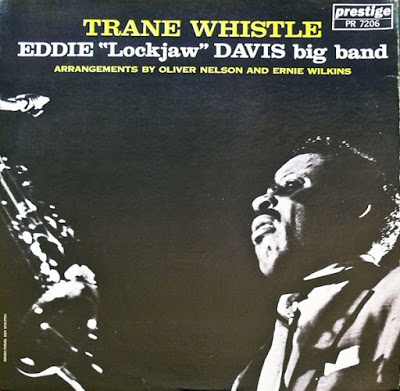 TRANE WHISTLE
prestige
PR 7206
EDDIE "Lockjaw" DAVIS big band
ARRANGEMENTS BY OLIVER NELSON AND ERNIE WILKINS